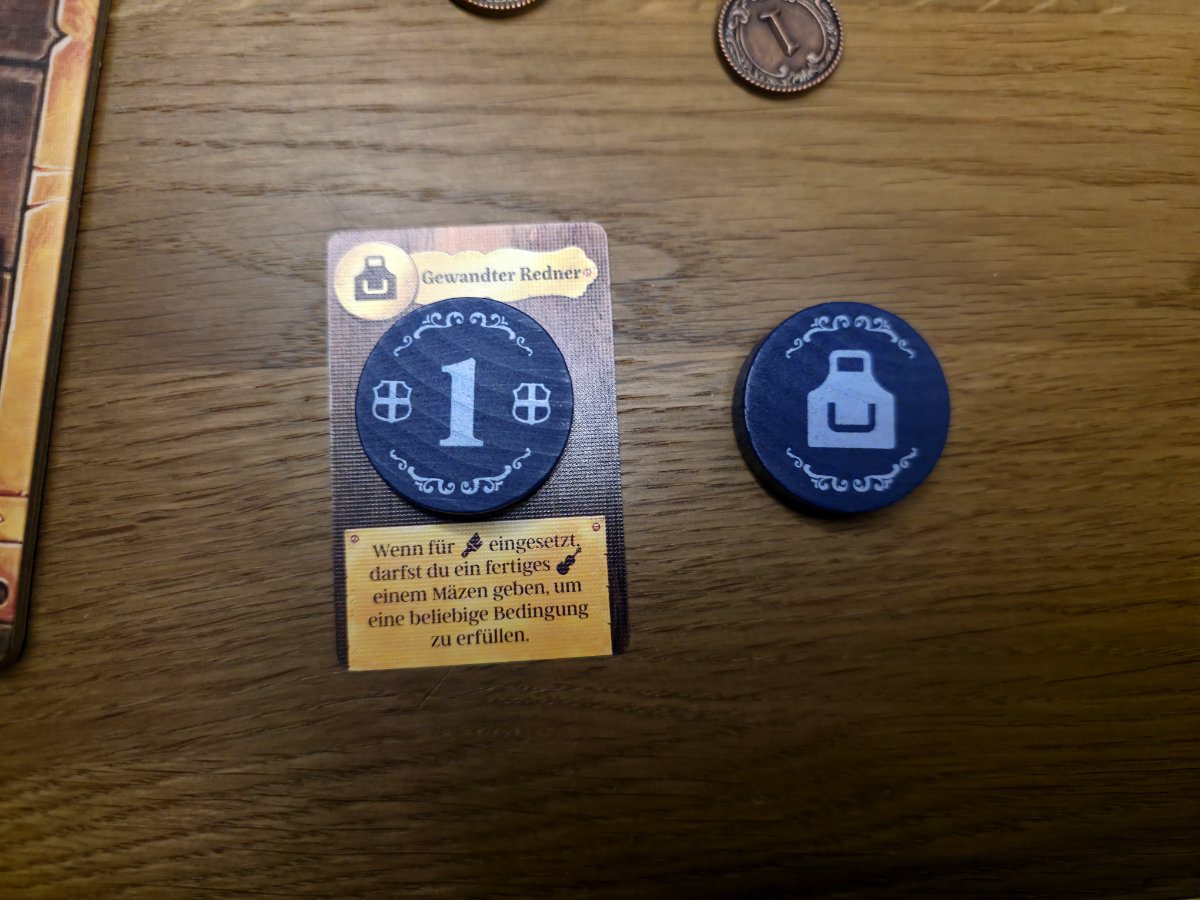 I
Gewandter Redner
1
Wenn für eingesetzt,
darfst du ein fertiges
einem Mäzen geben, um
eine beliebige Bedingung
zu erfüllen.